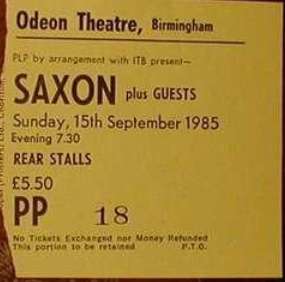 Odeon Theatre, Birmingham
PLP by arrangement with ITB present—
SAXON plus GUESTS
Sunday, 15th September 1985
Evening 7.30
REAR STALLS
£5.50
PP 18
No Tickets Exchanged nor Money Refunded
This portion to be retained P.T.O.